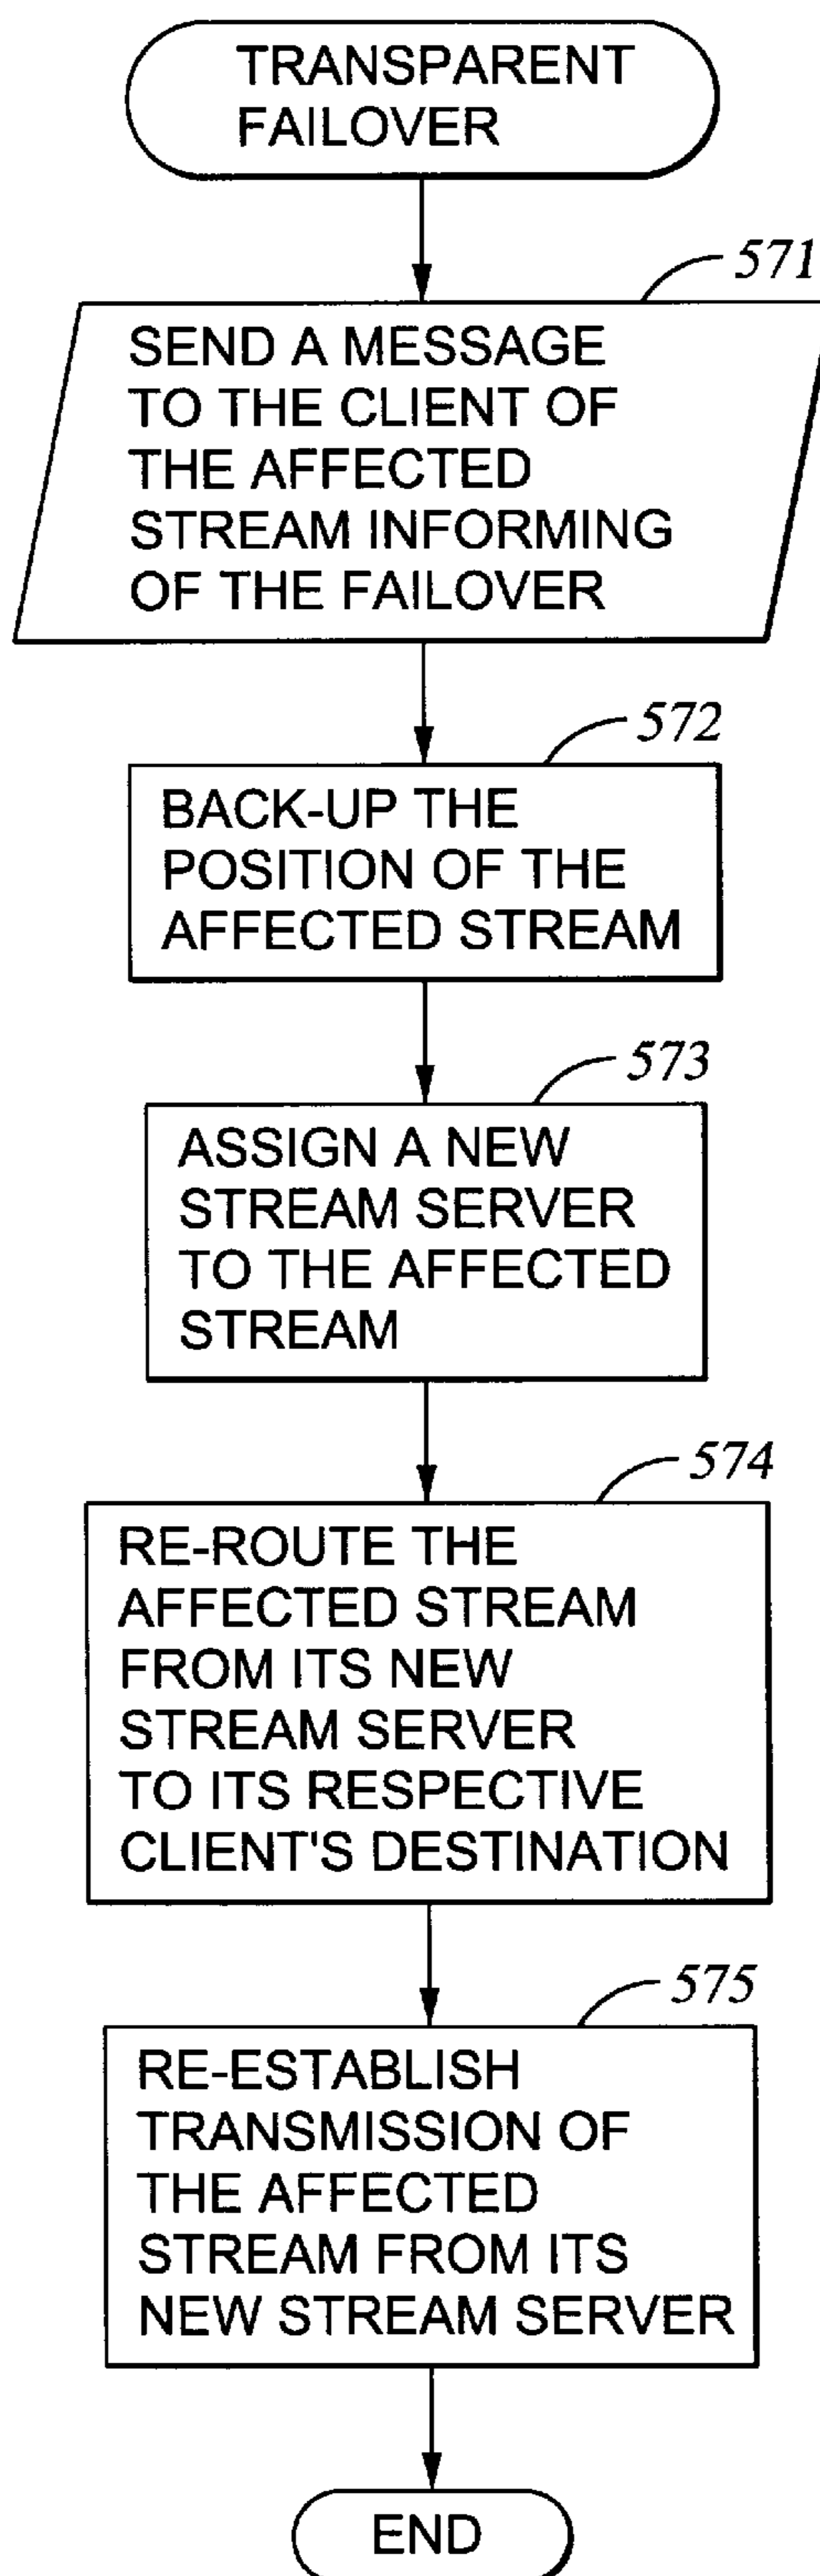 TRANSPARENT
FAILOVER
571
SEND A MESSAGE
TO THE CLIENT OF
THE AFFECTED
STREAM INFORMING
OF THE FAILOVER
572
BACK-UP THE
POSITION OF THE
AFFECTED STREAM
573
ASSIGN A NEW
STREAM SERVER
TO THE AFFECTED
STREAM
574
RE-ROUTE THE
AFFECTED STREAM
FROM ITS NEW
STREAM SERVER
TO ITS RESPECTIVE
CLIENT'S DESTINATION
575
RE-ESTABLISH
TRANSMISSION OF
THE AFFECTED
STREAM FROM ITS
NEW STREAM SERVER
END